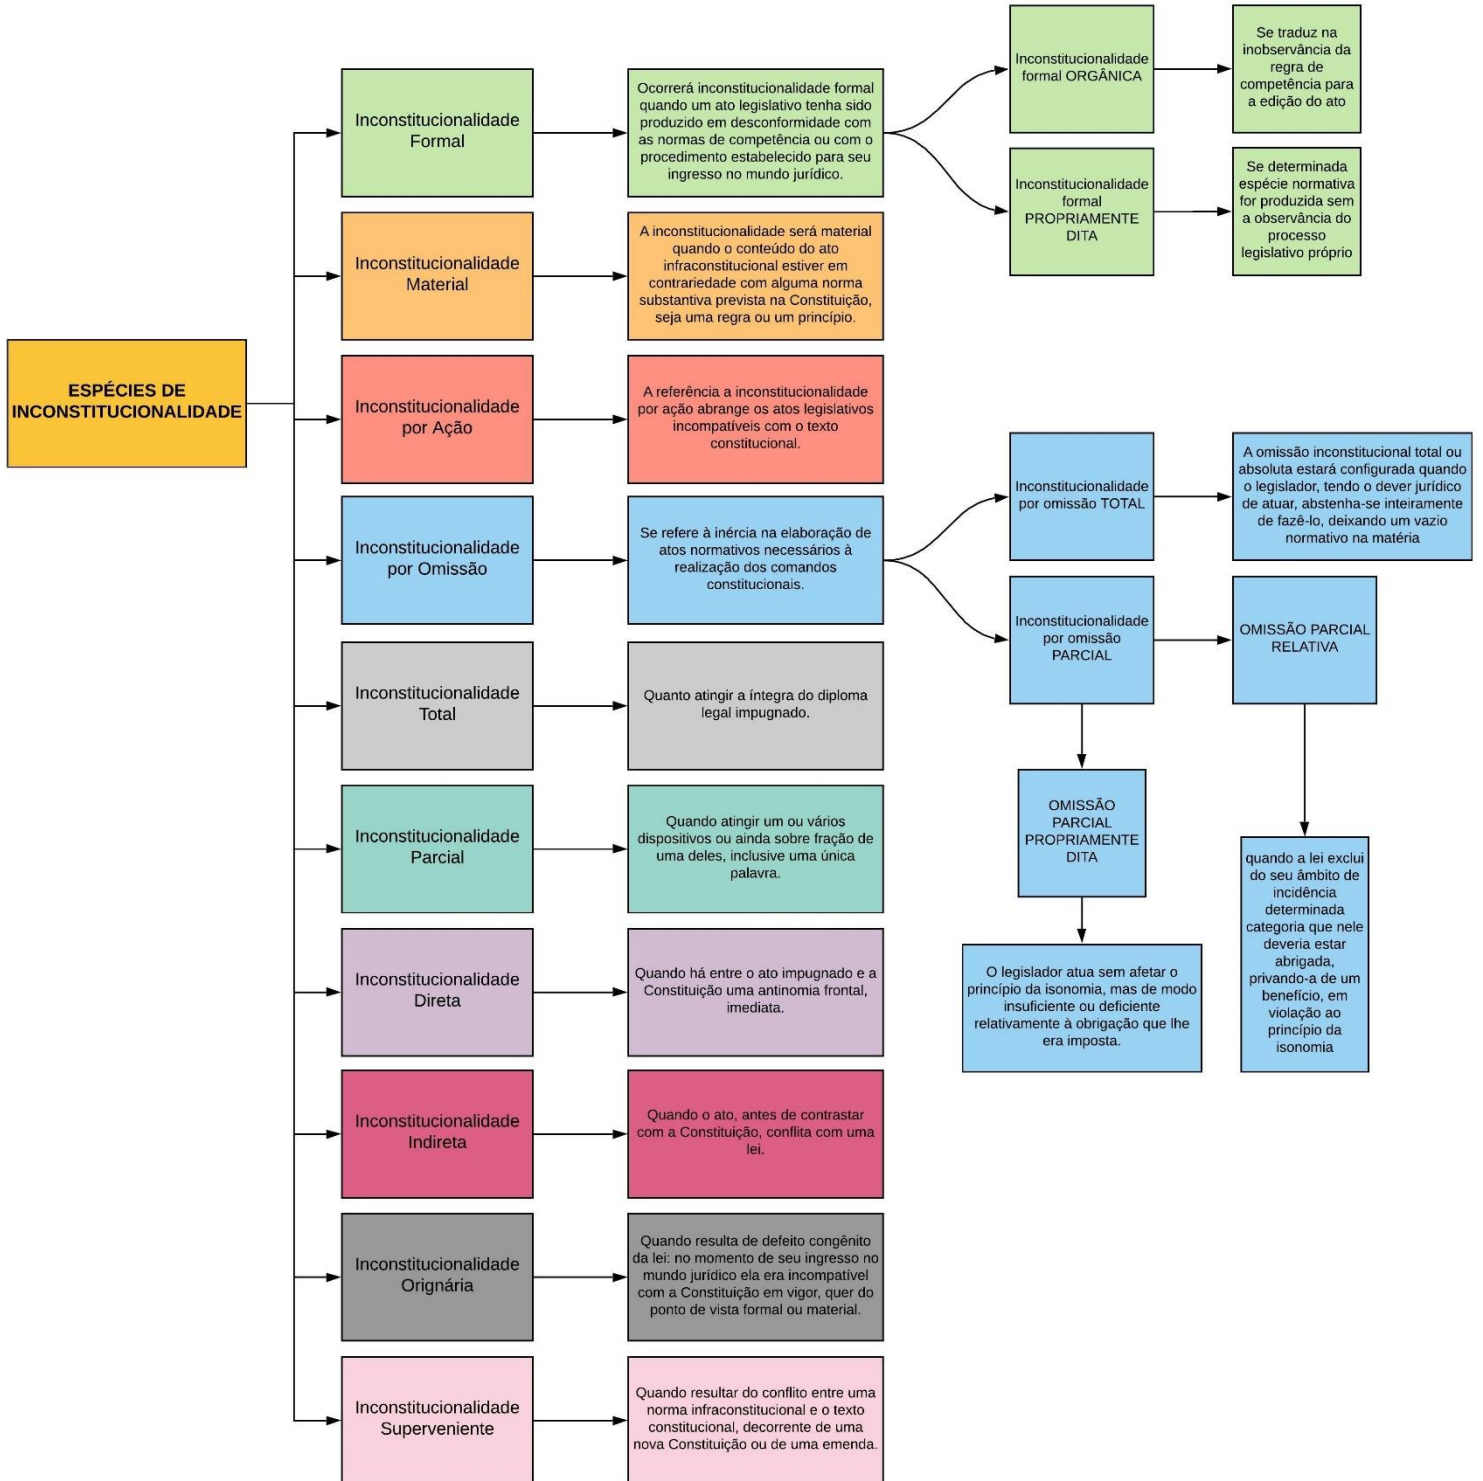 ESPÉCIES DE
INCONSTITUCIONALIDADE
Inconstitucionalidade
Formal
Ocorrerá inconstitucionalidade formal
quando um ato legislativo tenha sido
produzido em desconformidade com
as normas de competência ou com o
procedimento estabelecido para seu
ingresso no mundo jurídico.
Inconstitucionalidade
formal ORGÂNICA
Se traduz na
inobservância da
regra de
competência para
a edição do ato
Inconstitucionalidade
formal
PROPRIAMENTE
DITA
Se determinada
espécie normativa
for produzida sem
a observância do
processo
legislativo próprio
Inconstitucionalidade
Material
A inconstitucionalidade será material
quando o conteúdo do ato
infraconstitucional estiver em
contrariedade com alguma norma
substantiva prevista na Constituição,
seja uma regra ou um princípio.
Inconstitucionalidade
por Ação
A referência a inconstitucionalidade
por ação abrange os atos legislativos
incompatíveis com o texto
constitucional.
Inconstitucionalidade
por Omissão
Se refere à inércia na elaboração de
atos normativos necessários à
realização dos comandos
constitucionais.
Inconstitucionalidade
por omissão TOTAL
A omissão inconstitucional total ou
absoluta estará configurada quando
o legislador, tendo o dever jurídico
de atuar, abstenha-se inteiramente
de fazê-lo, deixando um vazio
normativo na matéria
Inconstitucionalidade
por omissão
PARCIAL
OMISSÃO PARCIAL
RELATIVA
OMISSÃO
PARCIAL
PROPRIAMENTE
DITA
quando a lei exclui
do seu âmbito de
incidência
determinada
categoria que nele
deveria estar
abrigada,
privando-a de um
benefício, em
violação ao
princípio da
isonomia
O legislador atua sem afetar o
princípio da isonomia, mas de modo
insuficiente ou deficiente
relativamente à obrigação que lhe
era imposta.
Inconstitucionalidade
Total
Quanto atingir a íntegra do diploma
legal impugnado.
Inconstitucionalidade
Parcial
Quando atingir um ou vários
dispositivos ou ainda sobre fração de
uma deles, inclusive uma única
palavra.
Inconstitucionalidade
Direta
Quando há entre o ato impugnado e a
Constituição uma antinomia frontal,
imediata.
Inconstitucionalidade
Indireta
Quando o ato, antes de contrastar
com a Constituição, conflita com uma
lei.
Inconstitucionalidade
Orignária
Quando resulta de defeito congênito
da lei: no momento de seu ingresso no
mundo jurídico ela era incompatível
com a Constituição em vigor, quer do
ponto de vista formal ou material.
Inconstitucionalidade
Superveniente
Quando resultar do conflito entre uma
norma infraconstitucional e o texto
constitucional, decorrente de uma
nova Constituição ou de uma emenda.